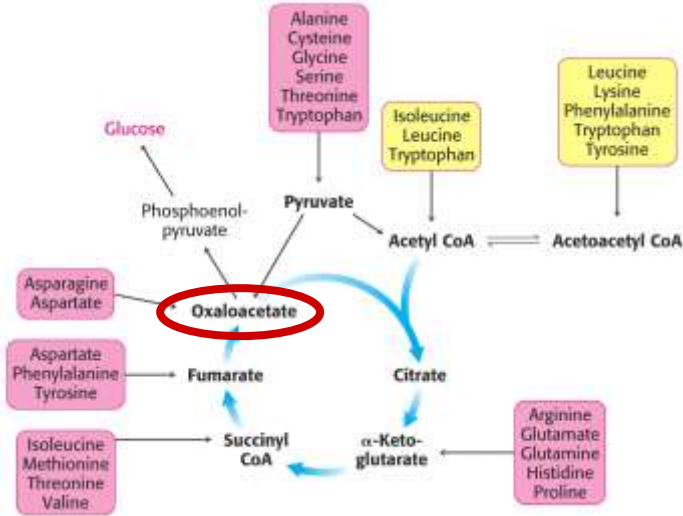 Alanine
Cysteine
Glycine
Serine
Threonine
Tryptophan
Leucine
Lysine
Phenylalanine
Tryptophan
Tyrosine
Isoleucine
Leucine
Tryptophan
Glucose
Phosphoenol-
pyruvate
Pyruvate
Acetyl CoA
Acetoacetyl CoA
Asparagine
Aspartate
Oxaloacetate
Aspartate
Phenylalanine
Tyrosine
Fumarate
Citrate
Isoleucine
Methionine
Threonine
Valine
Succinyl
CoA
α-Keto-
glutarate
Arginine
Glutamate
Glutamine
Histidine
Proline